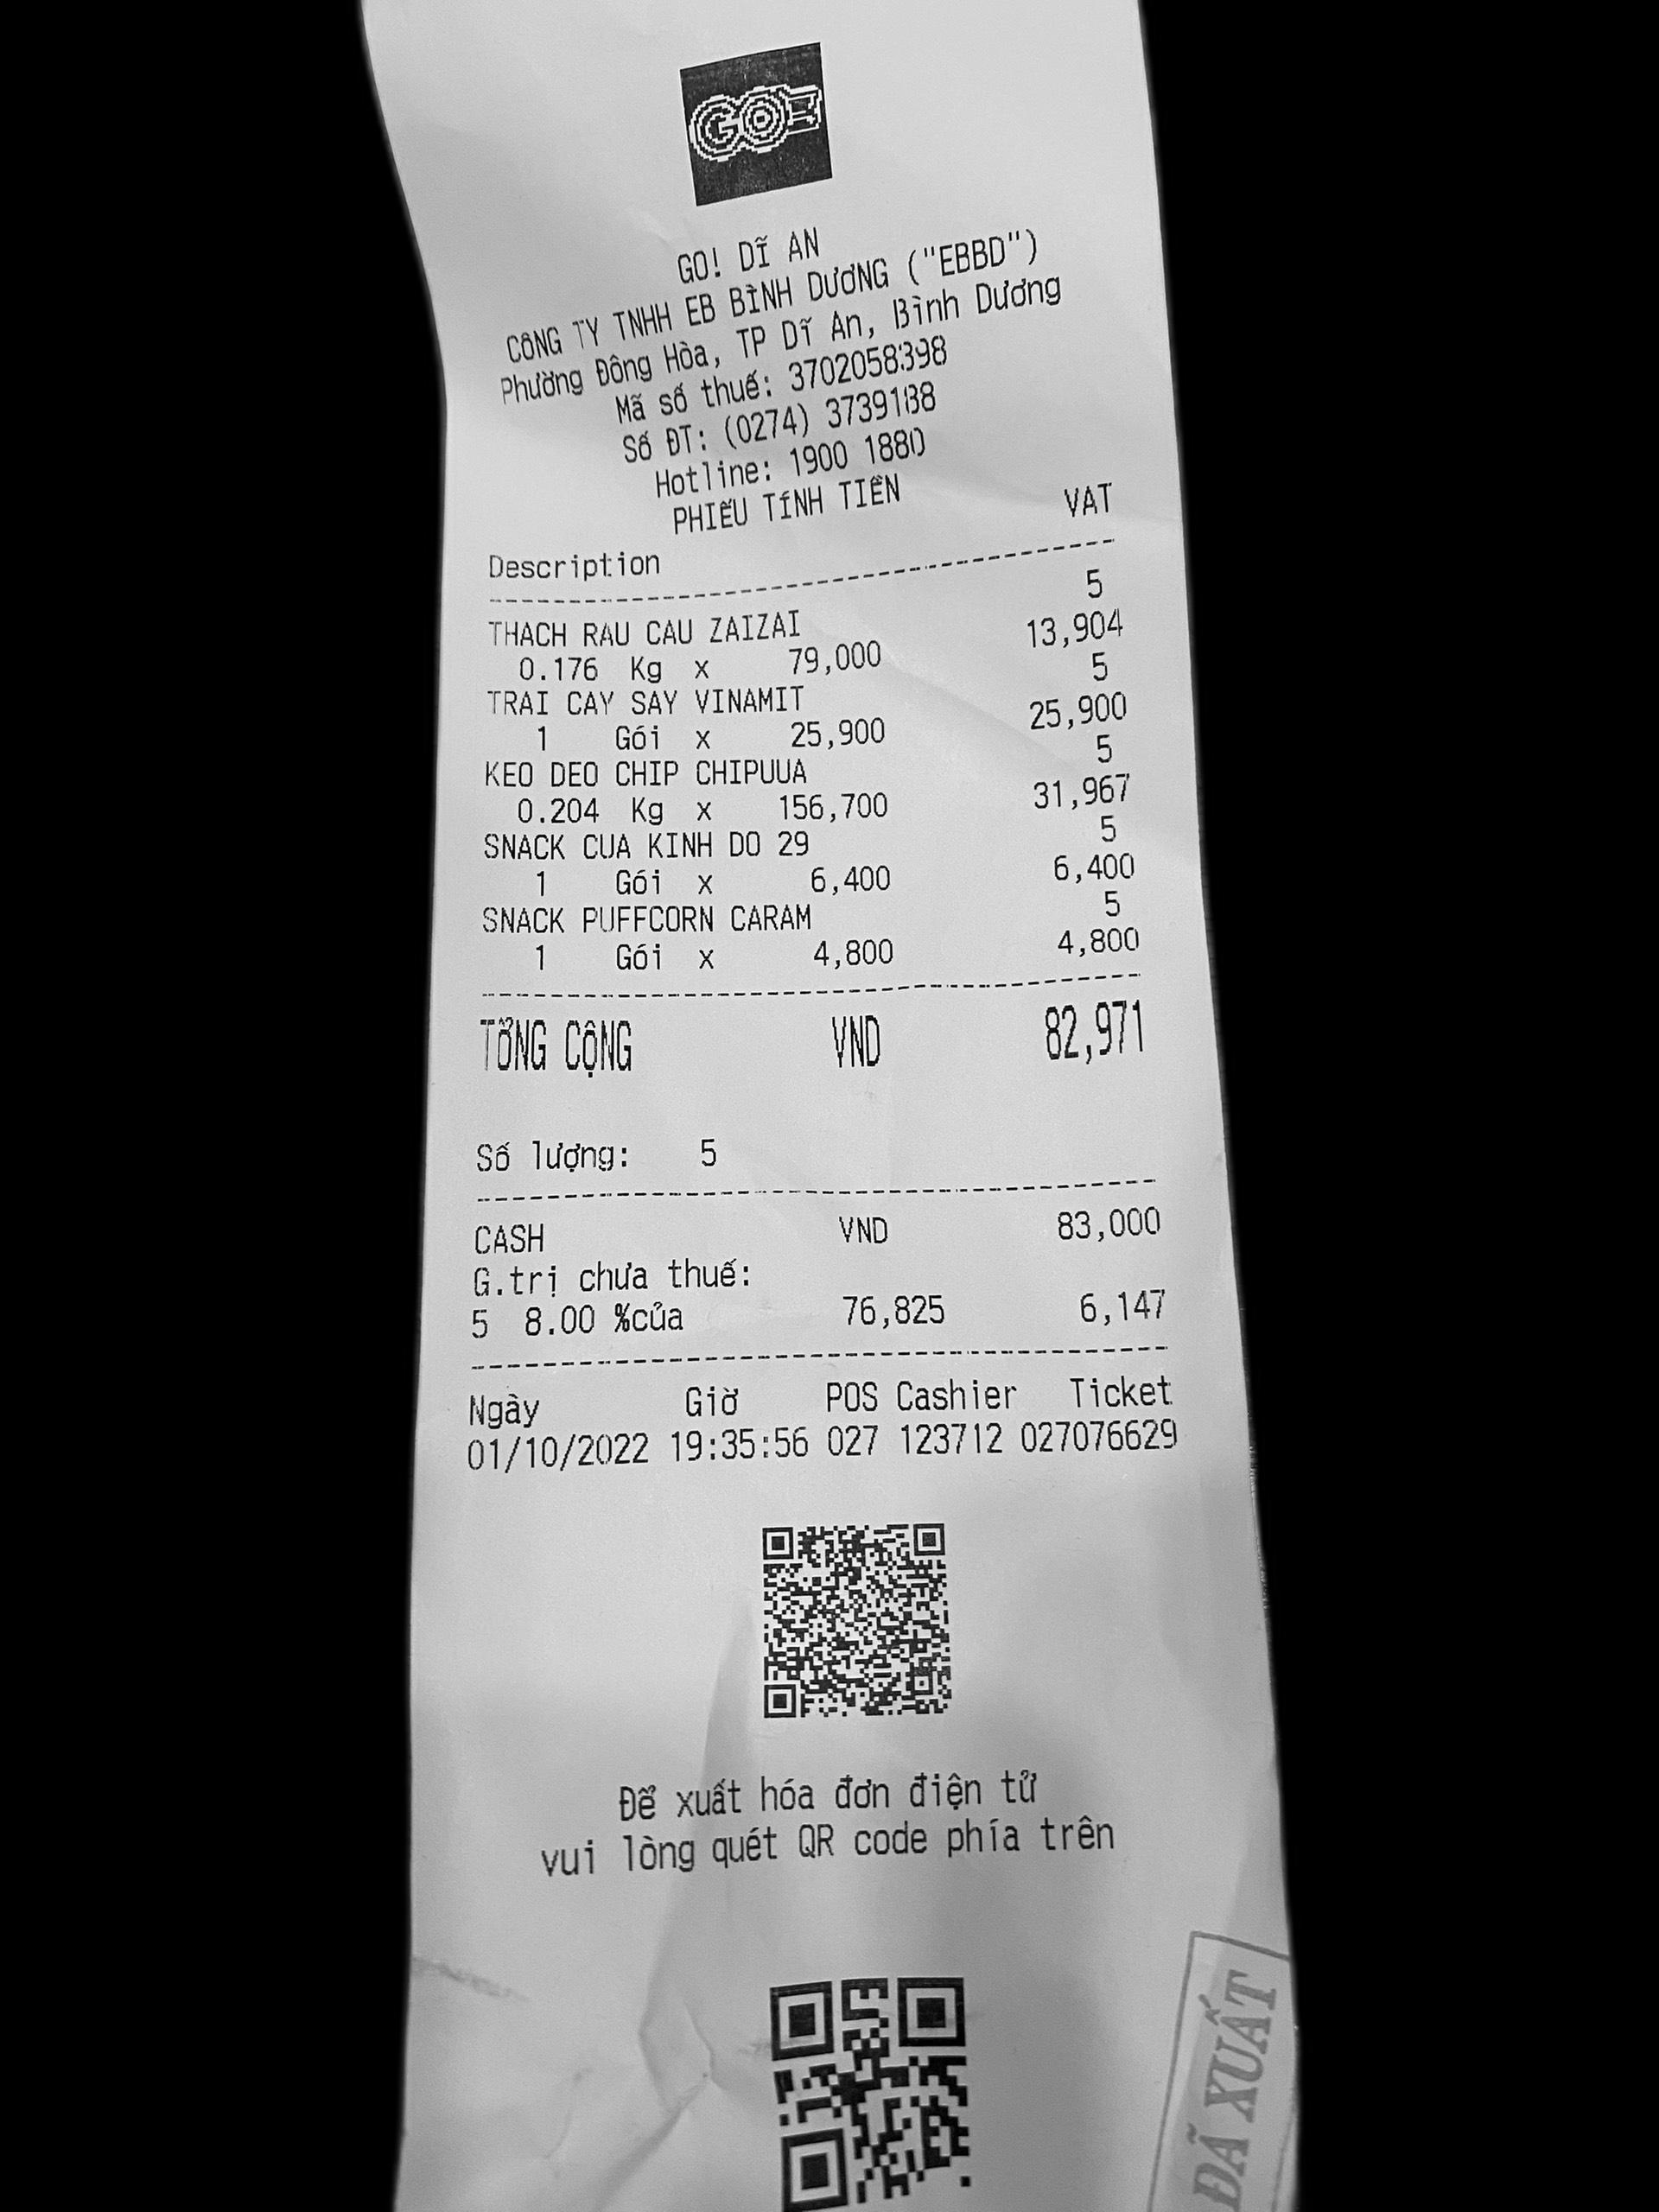 GO!
GO! DĨ AN
CÔNG TY TNHH EB BÌNH DƯƠNG ("EBBD")
Phường Đông Hòa, TP Dĩ An, Bình Dương
Mã số thuế: 3702058398
Số ĐT: (0274) 3739188
Hotline: 1900 1880
PHIẾU TÍNH TIỀN
Description VAT
THACH RAU CAU ZAIZAI 5
0.176 Kg x 79,000 13,904
TRAI CAY SAY VINAMIT 5
1 Gói x 25,900 25,900
KEO DEO CHIP CHIPUUA 5
0.204 Kg x 156,700 31,967
SNACK CUA KINH DO 29 5
1 Gói x 6,400 6,400
SNACK PUFFCORN CARAM 5
1 Gói x 4,800 4,800
TỔNG CỘNG VND 82,971
Số lượng: 5
CASH VND 83,000
G.trị chưa thuế:
5 8.00 %của 76,825 6,147
Ngày Giờ POS Cashier Ticket
01/10/2022 19:35:56 027 123712 027076629
Để xuất hóa đơn điện tử
vui lòng quét QR code phía trên
ĐÃ XUẤT